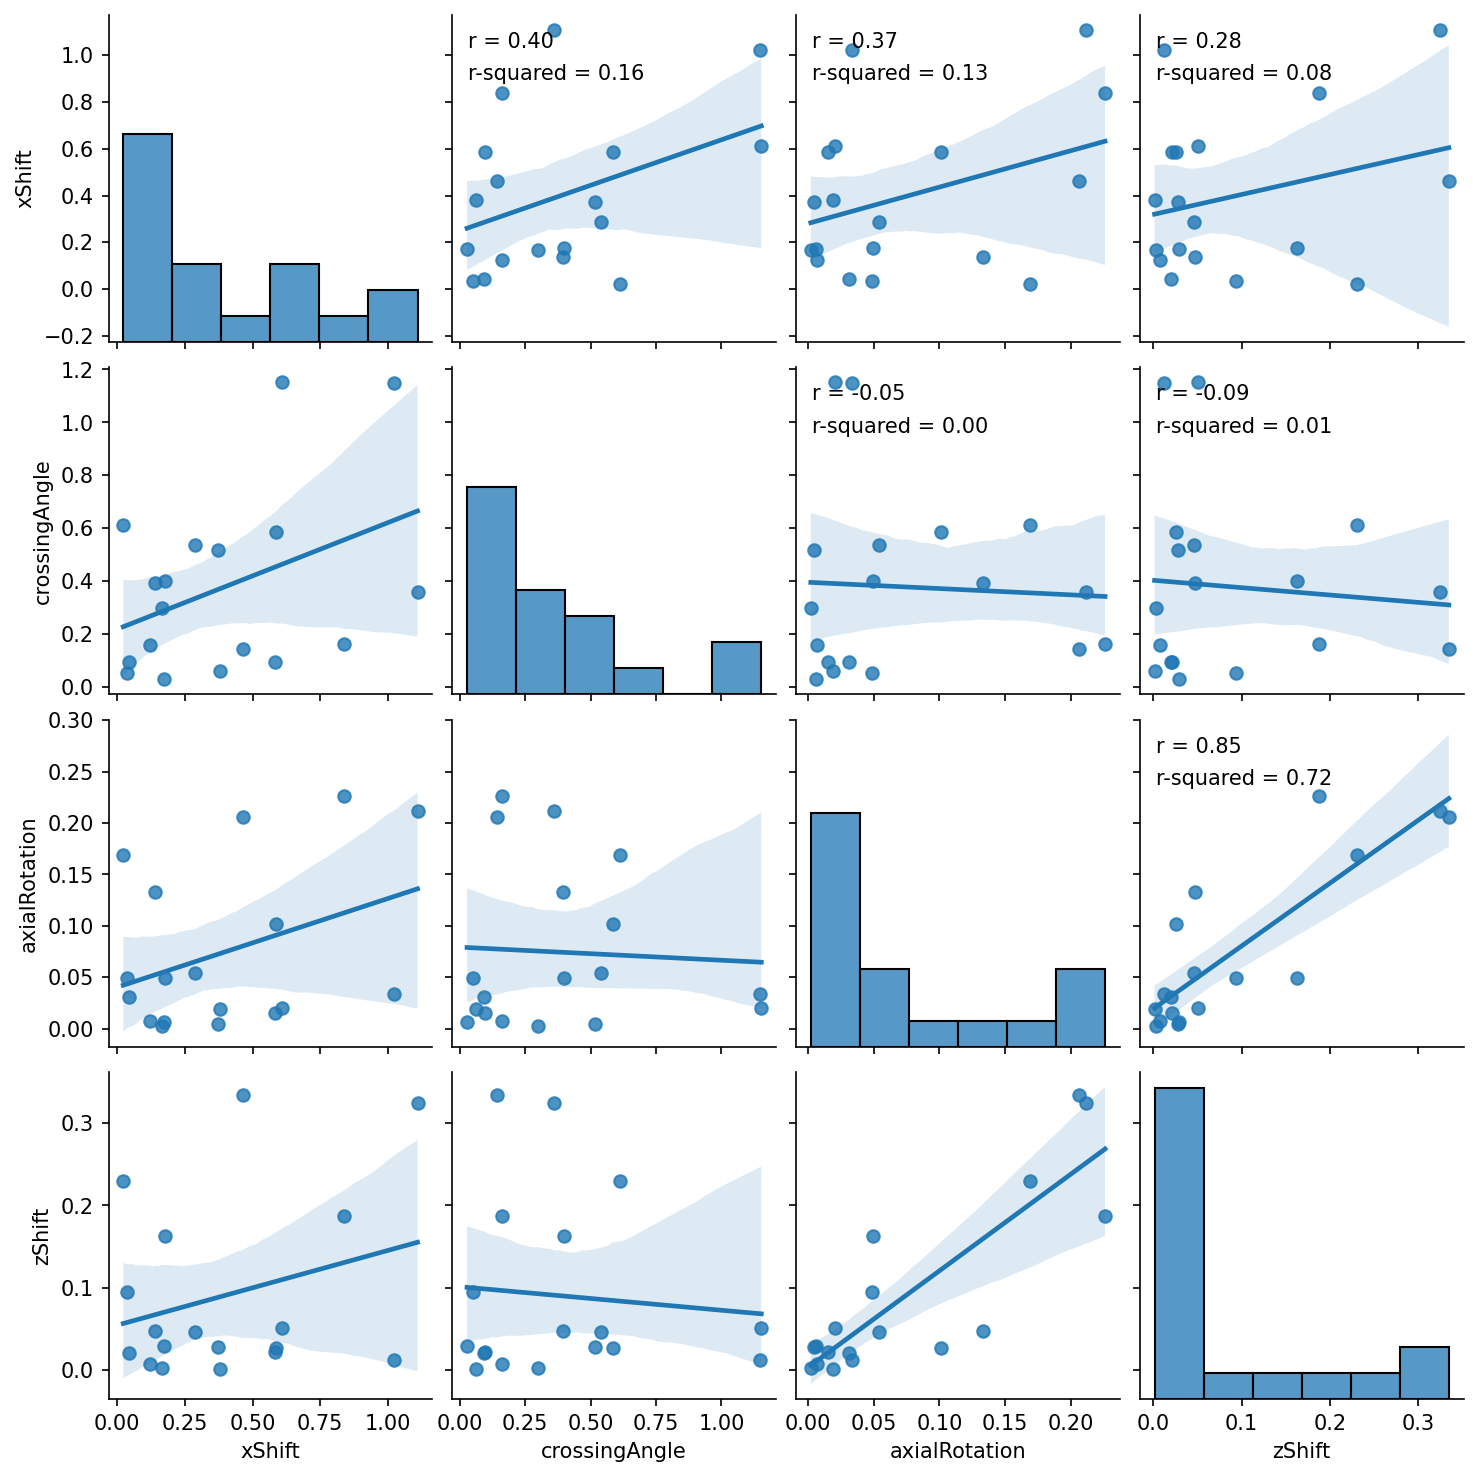 r = 0.40
r-squared = 0.16
r = 0.37
r-squared = 0.13
r = 0.28
r-squared = 0.08
xShift
1.0
0.8
0.6
0.4
0.2
0.0
−0.2
r = -0.05
r-squared = 0.00
r = -0.09
r-squared = 0.01
crossingAngle
1.2
1.0
0.8
0.6
0.4
0.2
0.0
r = 0.85
r-squared = 0.72
axialRotation
0.30
0.25
0.20
0.15
0.10
0.05
0.00
zShift
0.3
0.2
0.1
0.0
0.00 0.25 0.50 0.75 1.00
0.00 0.25 0.50 0.75 1.00
0.00 0.05 0.10 0.15 0.20
0.0 0.1 0.2 0.3
xShift
crossingAngle
axialRotation
zShift